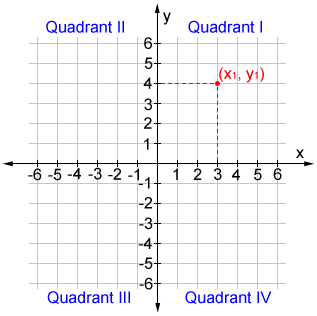 Quadrant II y Quadrant I
6
5
4 (x₁, y₁)
3
2
1
x
-6 -5 -4 -3 -2 -1 1 2 3 4 5 6
-1
-2
-3
-4
-5
-6
Quadrant III Quadrant IV